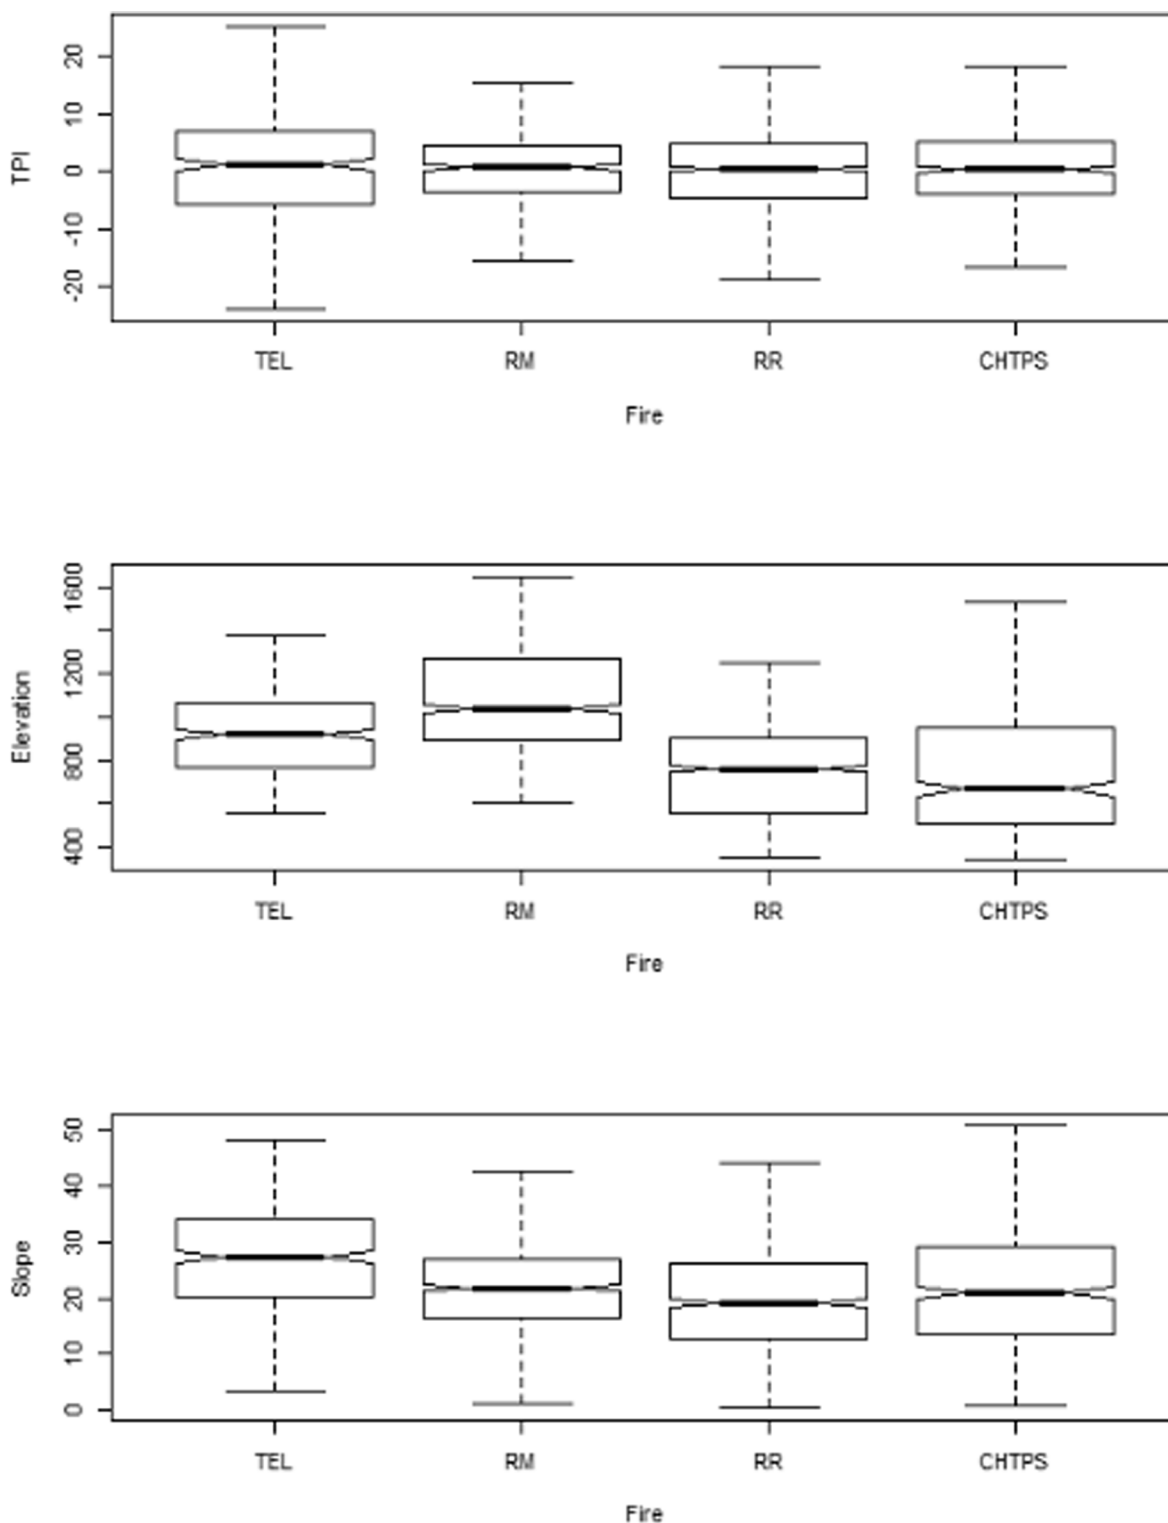 TPI
20
10
0
-10
-20
TEL RM RR CHTPS
Fire
Elevation
1600
1200
800
400
TEL RM RR CHTPS
Fire
Slope
50
40
30
20
10
0
TEL RM RR CHTPS
Fire